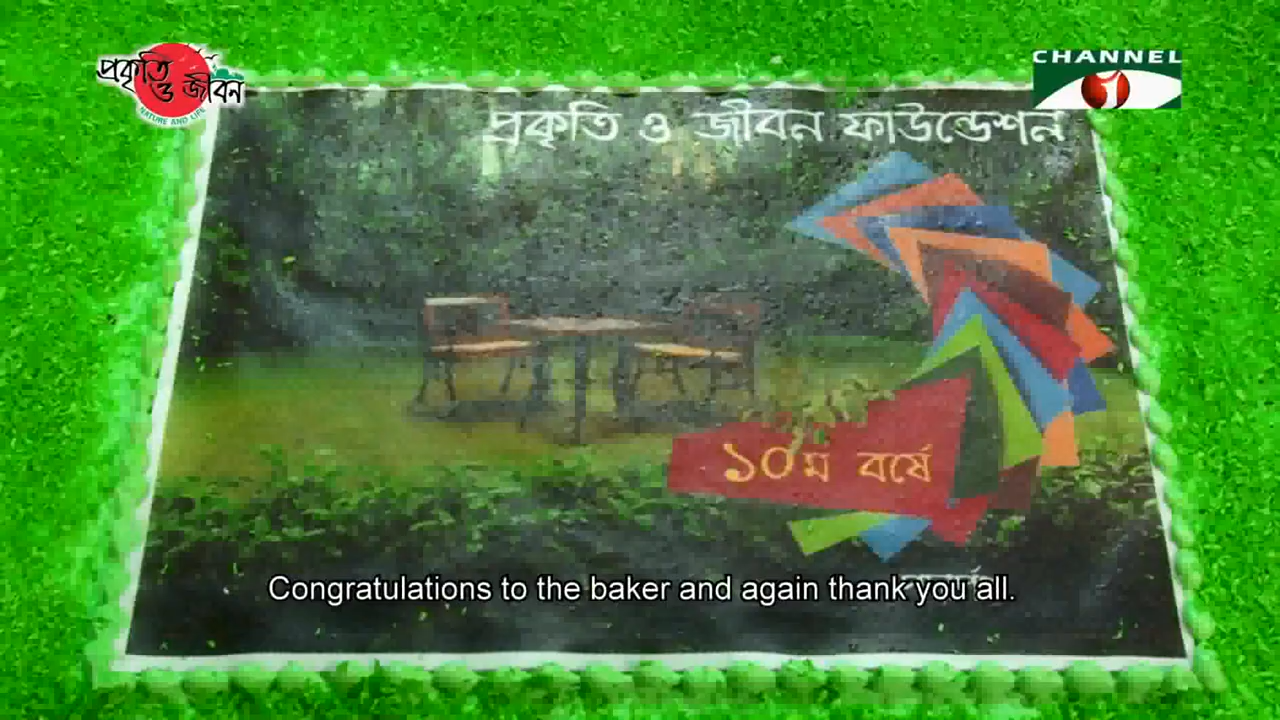 প্রকৃতি
ও জীবন
NATURE AND LIFE
CHANNEL
প্রকৃতি ও জীবন ফাউন্ডেশন
১০ম বর্ষে
Congratulations to the baker and again thank you all.